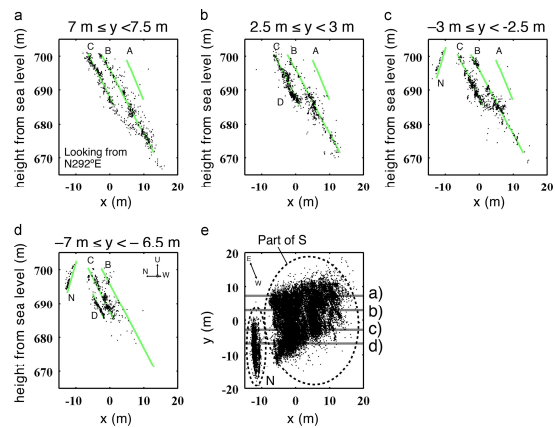 a
7 m ≤ y <7.5 m
C B A
700
690
680
670
height from sea level (m)
Looking from
N292ºE
-10 0 10 20
x (m)
b
2.5 m ≤ y < 3 m
C B A
D
700
690
680
670
height from sea level (m)
-10 0 10 20
x (m)
c
−3 m ≤ y < -2.5 m
C B A
N
700
690
680
670
height from sea level (m)
-10 0 10 20
x (m)
d
−7 m ≤ y < − 6.5 m
C B
U
N W
N
D
700
690
680
670
heigh: from sea level (m)
-10 0 10 20
x (m)
e
Part of S
E
W
20
10
0
-10
-20
y (m)
a)
b)
c)
d)
N
-10 0 10 20
x (m)